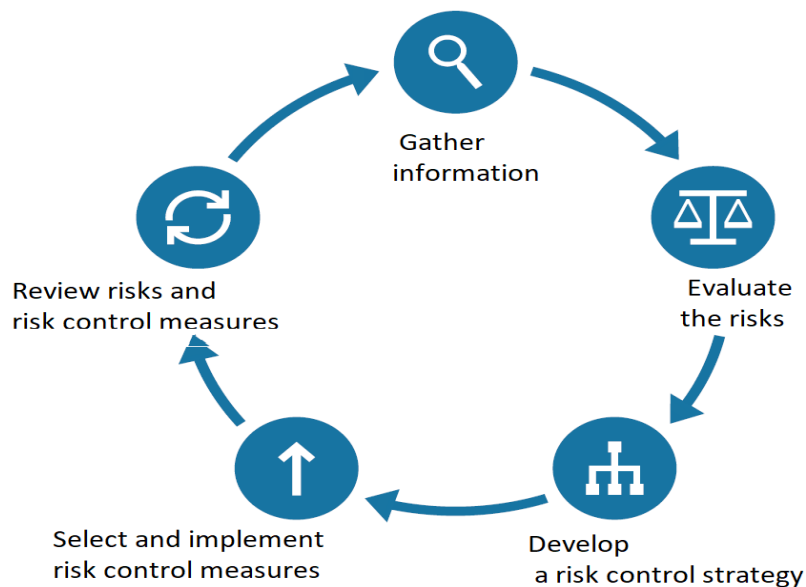 Gather
information
Evaluate
the risks
Develop
a risk control strategy
Select and implement
risk control measures
Review risks and
risk control measures